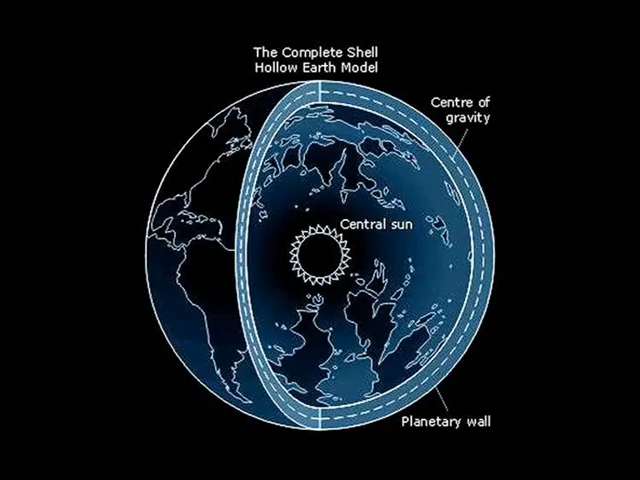 The Complete Shell
Hollow Earth Model
Centre of
gravity
Central sun
Planetary wall